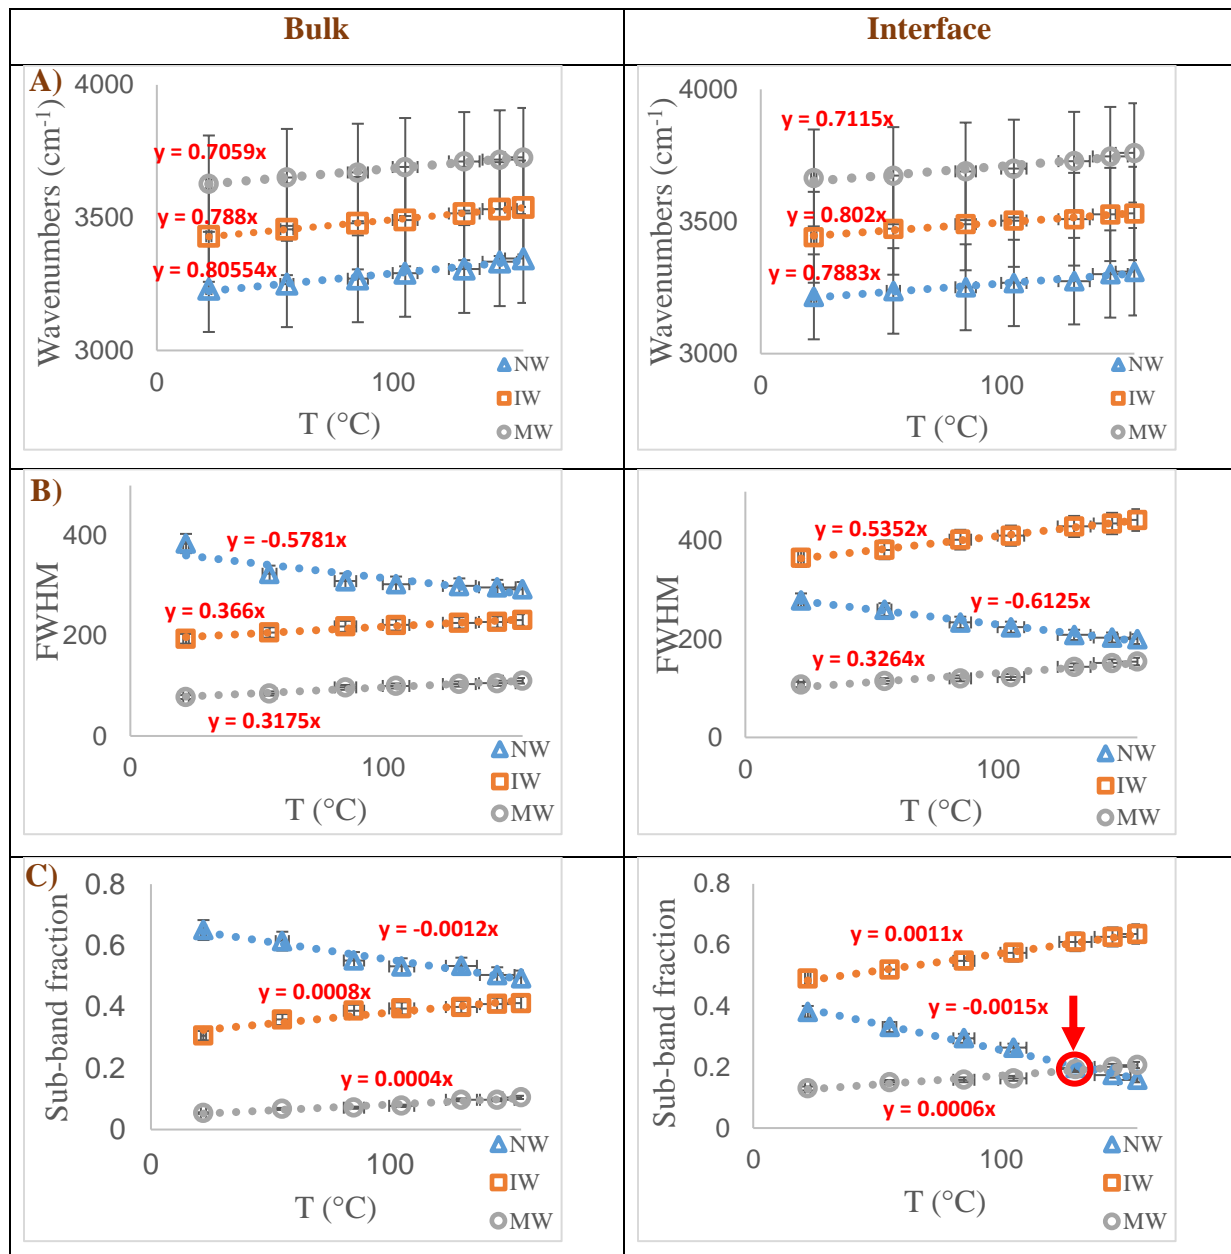 Bulk
Interface
A)
Wavenumbers (cm-1)
4000
3500
3000
y = 0.7059x
y = 0.788x
y = 0.80554x
0
100
T (°C)
NW
IW
MW
Wavenumbers (cm-1)
4000
3500
3000
y = 0.7115x
y = 0.802x
y = 0.7883x
0
100
T (°C)
NW
IW
MW
B)
FWHM
400
200
0
y = -0.5781x
y = 0.366x
y = 0.3175x
0
100
T (°C)
NW
IW
MW
FWHM
400
200
0
y = 0.5352x
y = -0.6125x
y = 0.3264x
0
100
T (°C)
NW
IW
MW
C)
Sub-band fraction
0.8
0.6
0.4
0.2
0
y = -0.0012x
y = 0.0008x
y = 0.0004x
0
100
T (°C)
NW
IW
MW
Sub-band fraction
0.8
0.6
0.4
0.2
0
y = 0.0011x
y = -0.0015x
y = 0.0006x
0
100
T (°C)
NW
IW
MW